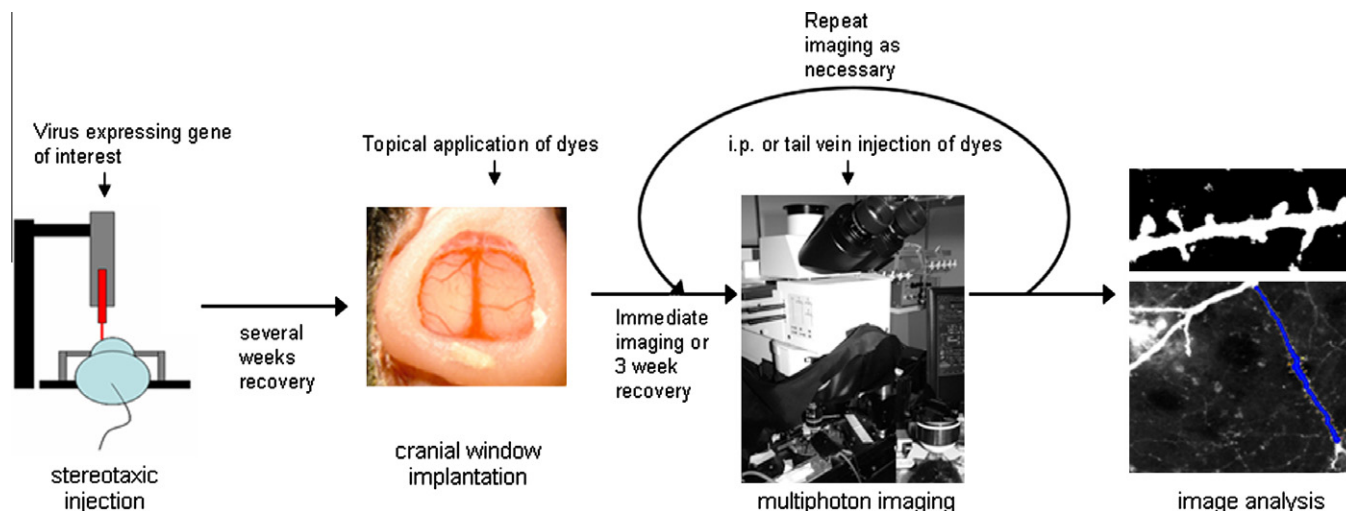 Repeat
imaging as
necessary
Virus expressing gene
of interest
Topical application of dyes
i.p. or tail vein injection of dyes
several
weeks
recovery
Immediate
imaging or
3 week
recovery
stereotaxic
injection
cranial window
implantation
multiphoton imaging
image analysis